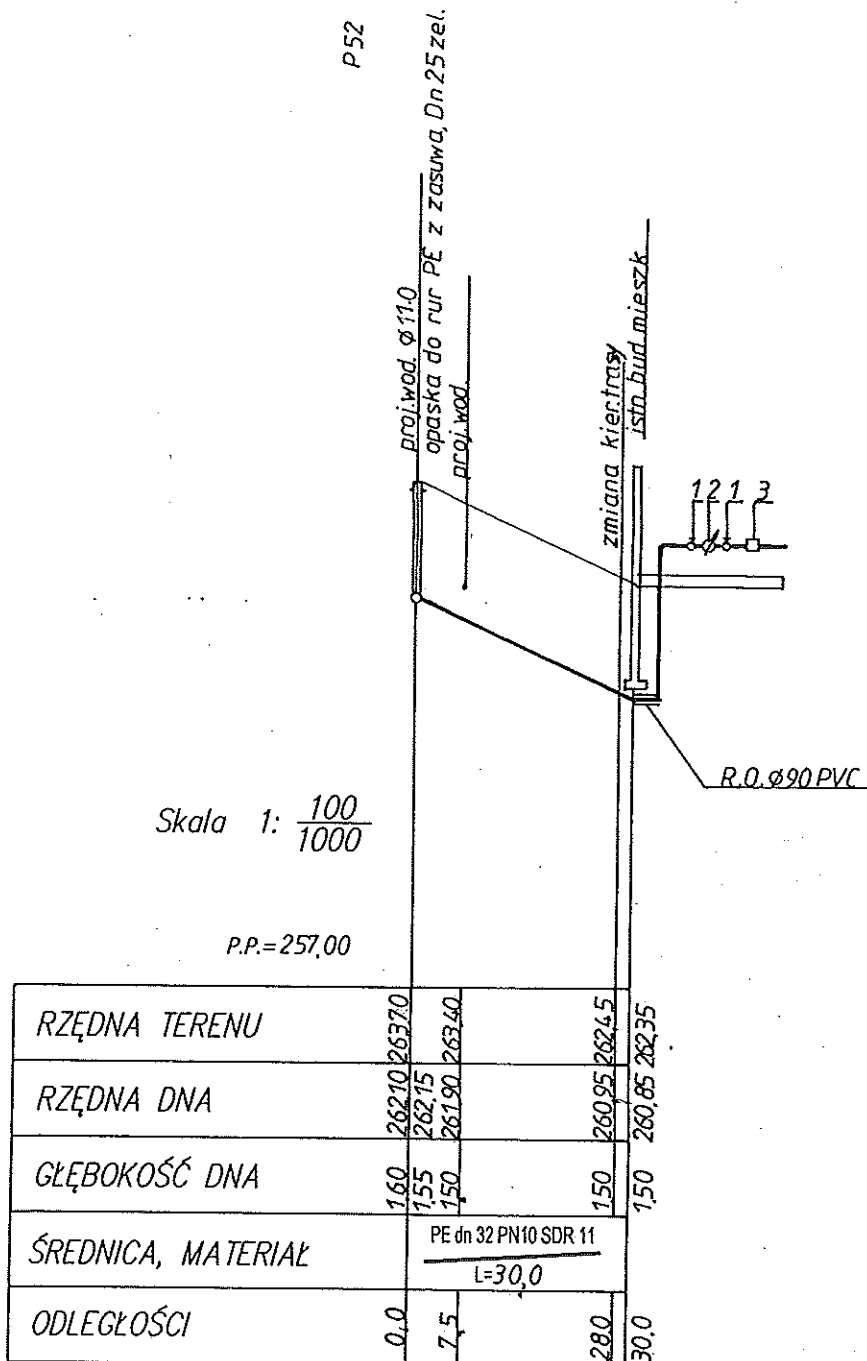 P52
proj.wod. ø110
opaska do rur PE z zasuwą, Dn 25 żel.
proj.wod.
zmiana kier.trasy
istn. bud. mieszk.
1 2 1 3
R.O.ø90 PVC
Skala 1: 100
1000
P.P.=257,00
RZĘDNA TERENU 263,70 263,40 262,45 262,35
RZĘDNA DNA 262,10 262,15 261,90 260,95 260,85
GŁĘBOKOŚĆ DNA 1,60 1,55 1,50 1,50 1,50
ŚREDNICA, MATERIAŁ PE dn 32 PN10 SDR 11
L=30,0
ODLEGŁOŚCI 0,0 7,5 28,0 30,0